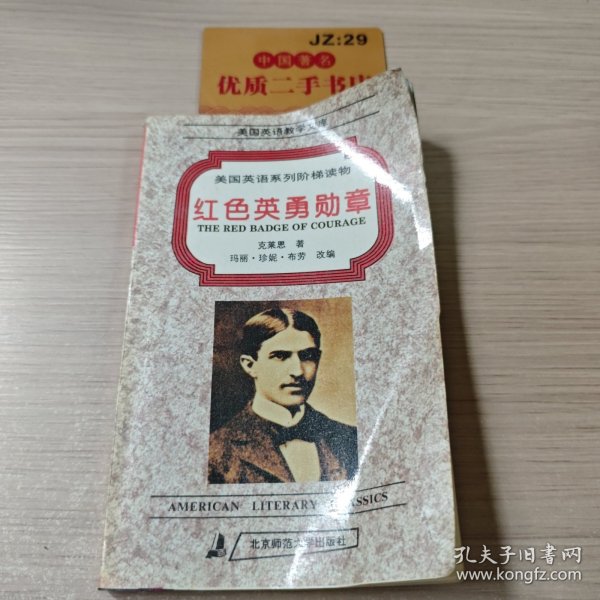 JZ:29
中国著名
优质二手书店
美国英语教学文库
美国英语系列阶梯读物
红色英勇勋章
THE RED BADGE OF COURAGE
克莱恩 著
玛丽·珍妮·布劳 改编
AMERICAN LITERARY CLASSICS
北京师范大学出版社
孔夫子旧书网
www.kongfz.com